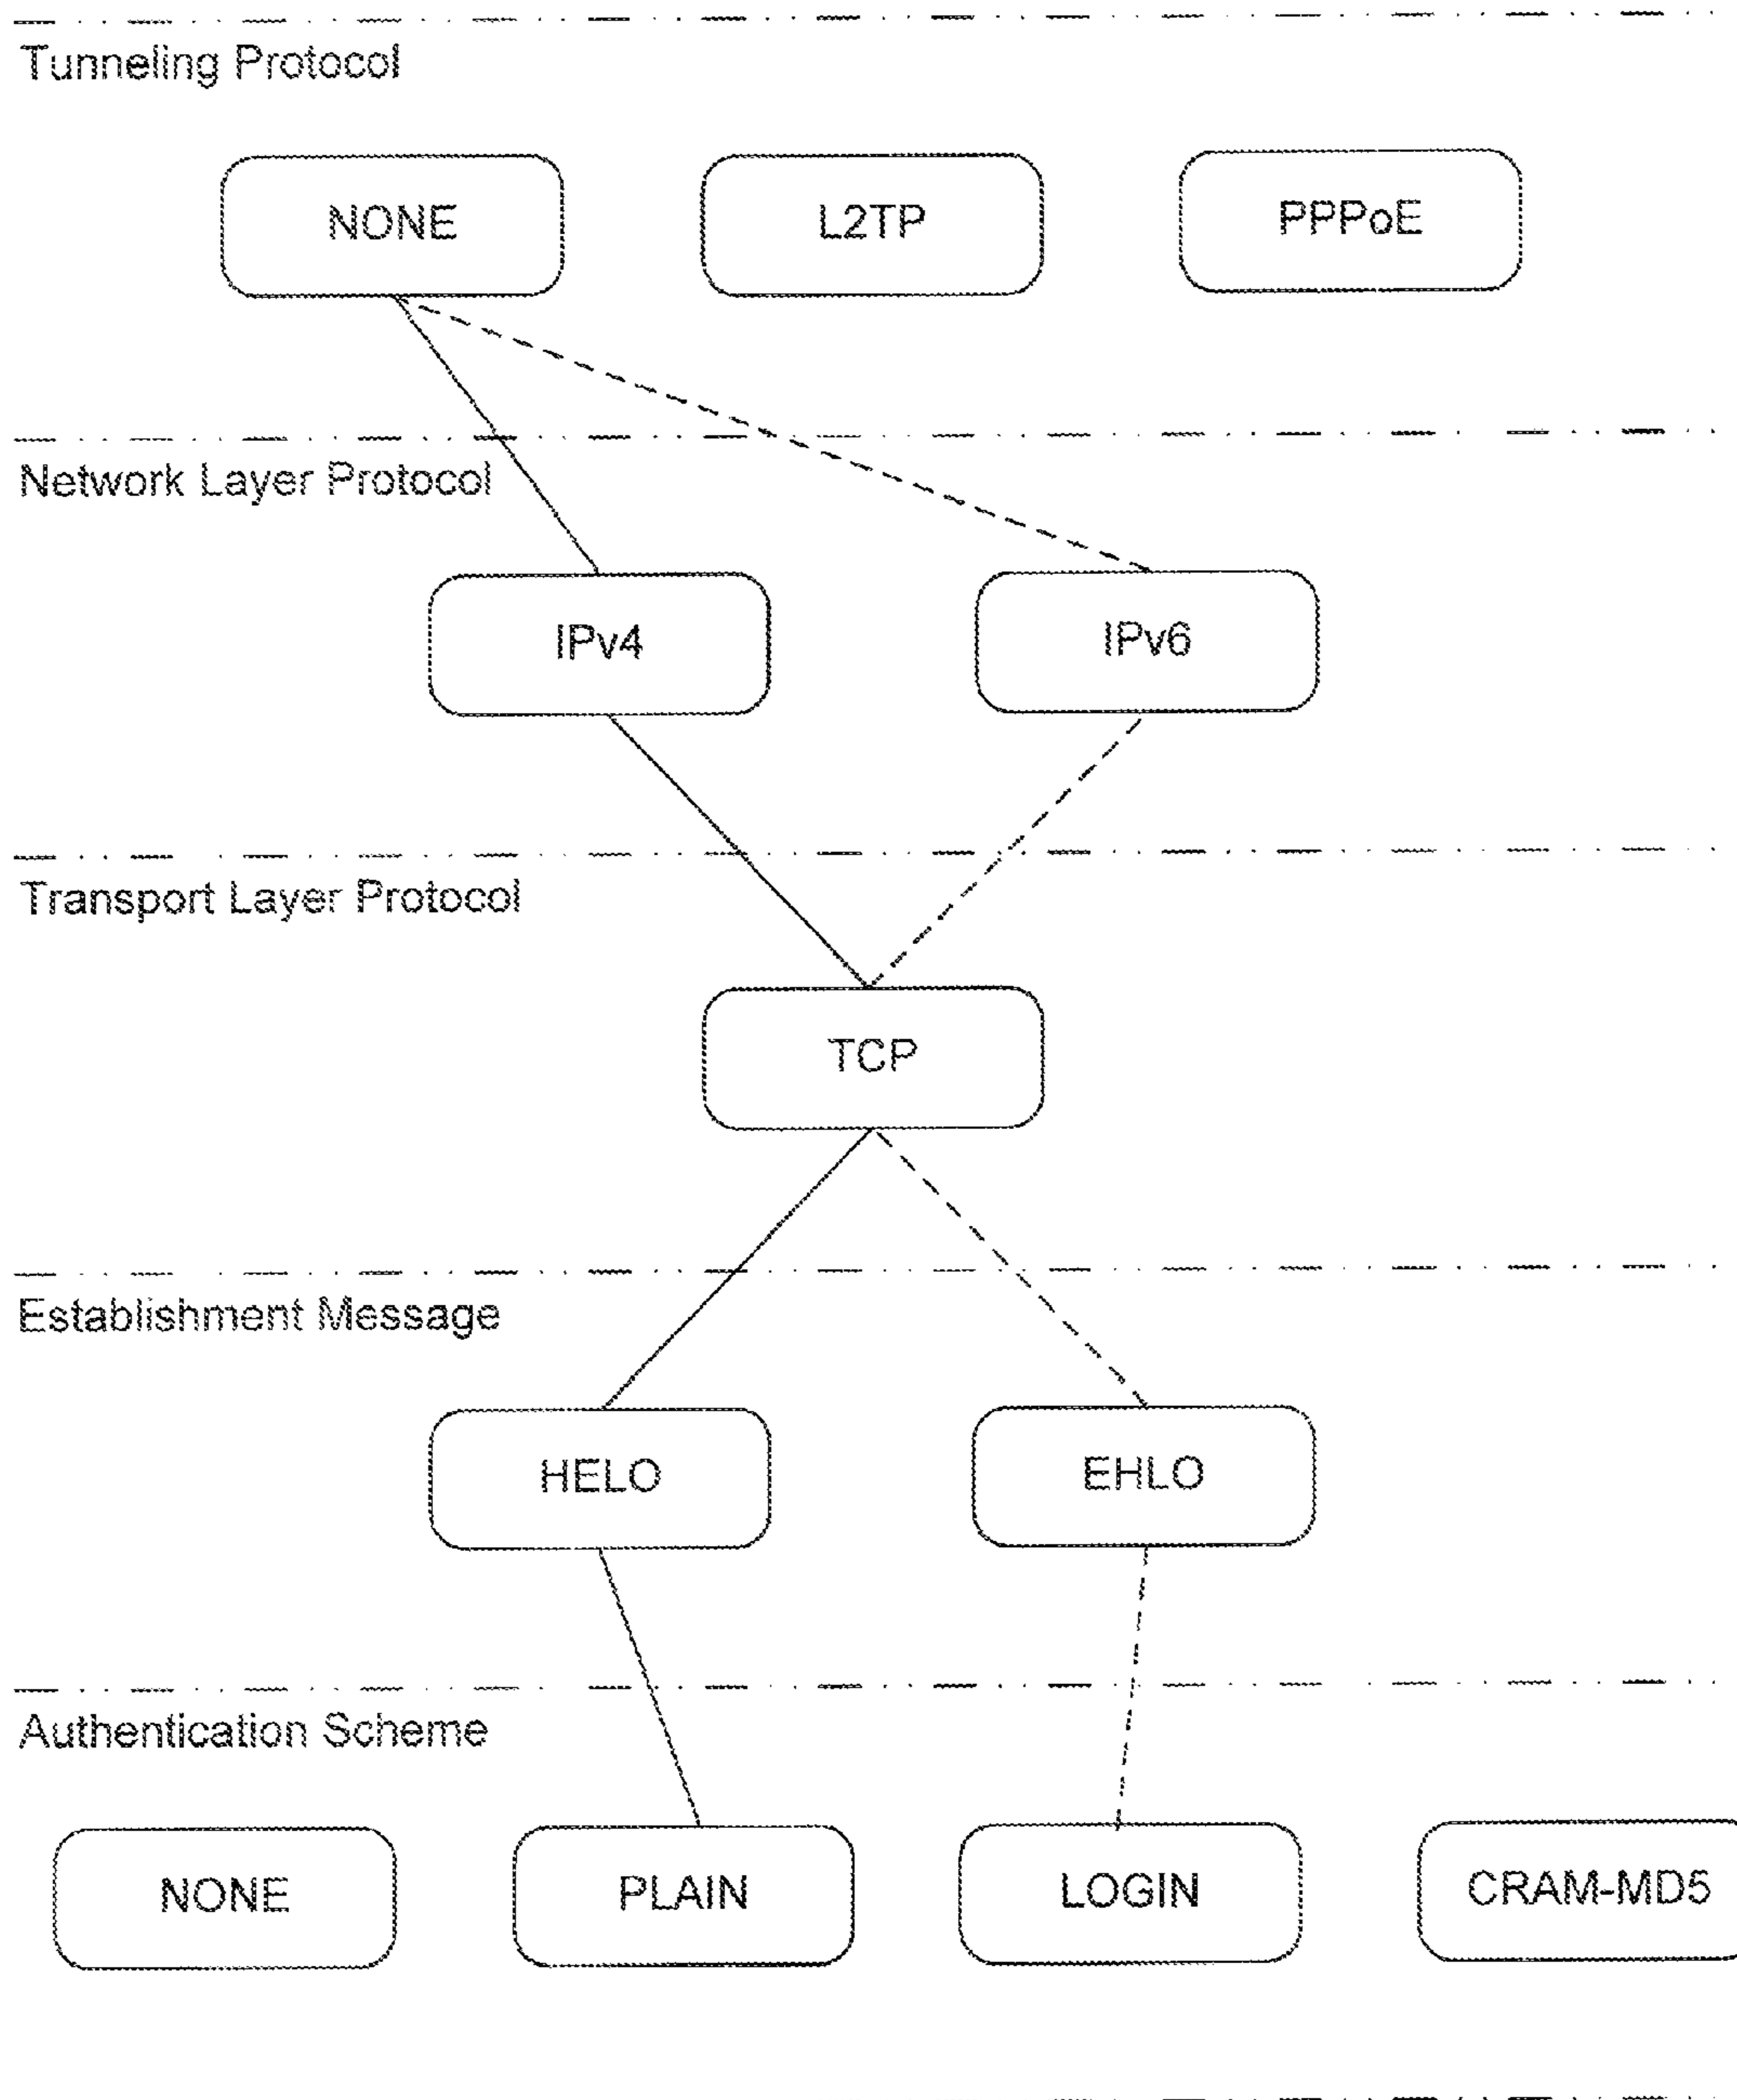 Tunneling Protocol
NONE
L2TP
PPPoE
Network Layer Protocol
IPv4
IPv6
Transport Layer Protocol
TCP
Establishment Message
HELO
EHLO
Authentication Scheme
NONE
PLAIN
LOGIN
CRAM-MD5